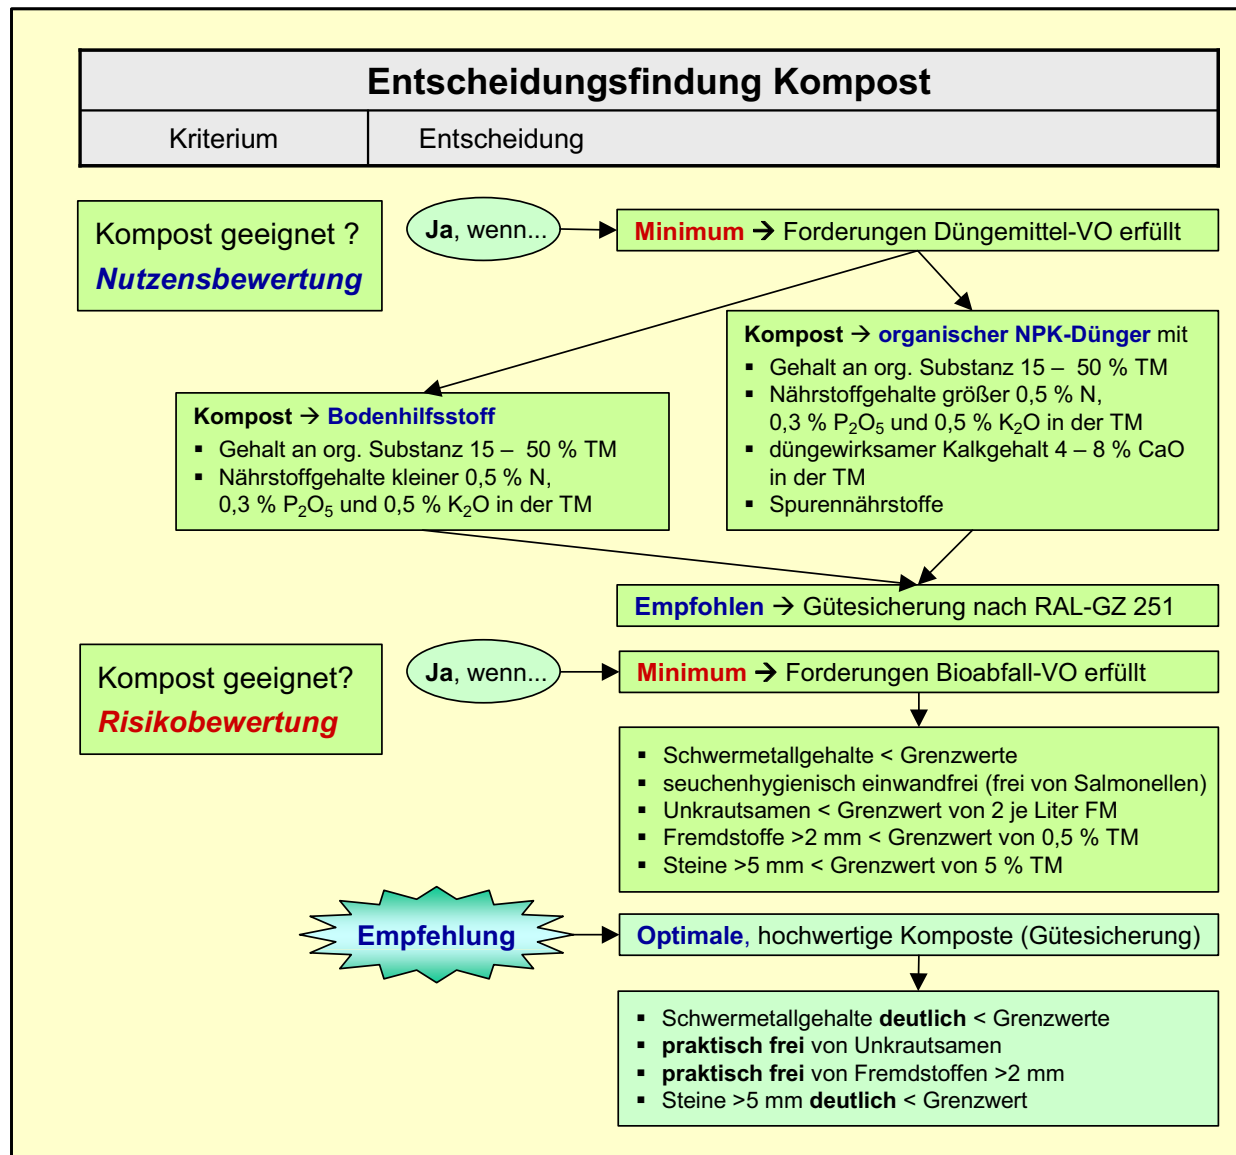 Entscheidungsfindung Kompost
Kriterium
Entscheidung
Kompost geeignet ?
Nutzensbewertung
Ja, wenn...
Minimum → Forderungen Düngemittel-VO erfüllt
Kompost → organischer NPK-Dünger mit
▪ Gehalt an org. Substanz 15 – 50 % TM
▪ Nährstoffgehalte größer 0,5 % N,
0,3 % P₂O₅ und 0,5 % K₂O in der TM
▪ düngewirksamer Kalkgehalt 4 – 8 % CaO
in der TM
▪ Spurennährstoffe
Kompost → Bodenhilfsstoff
▪ Gehalt an org. Substanz 15 – 50 % TM
▪ Nährstoffgehalte kleiner 0,5 % N,
0,3 % P₂O₅ und 0,5 % K₂O in der TM
Empfohlen → Gütesicherung nach RAL-GZ 251
Kompost geeignet?
Risikobewertung
Ja, wenn...
Minimum → Forderungen Bioabfall-VO erfüllt
▪ Schwermetallgehalte < Grenzwerte
▪ seuchenhygienisch einwandfrei (frei von Salmonellen)
▪ Unkrautsamen < Grenzwert von 2 je Liter FM
▪ Fremdstoffe >2 mm < Grenzwert von 0,5 % TM
▪ Steine >5 mm < Grenzwert von 5 % TM
Empfehlung
Optimale, hochwertige Komposte (Gütesicherung)
▪ Schwermetallgehalte deutlich < Grenzwerte
▪ praktisch frei von Unkrautsamen
▪ praktisch frei von Fremdstoffen >2 mm
▪ Steine >5 mm deutlich < Grenzwert